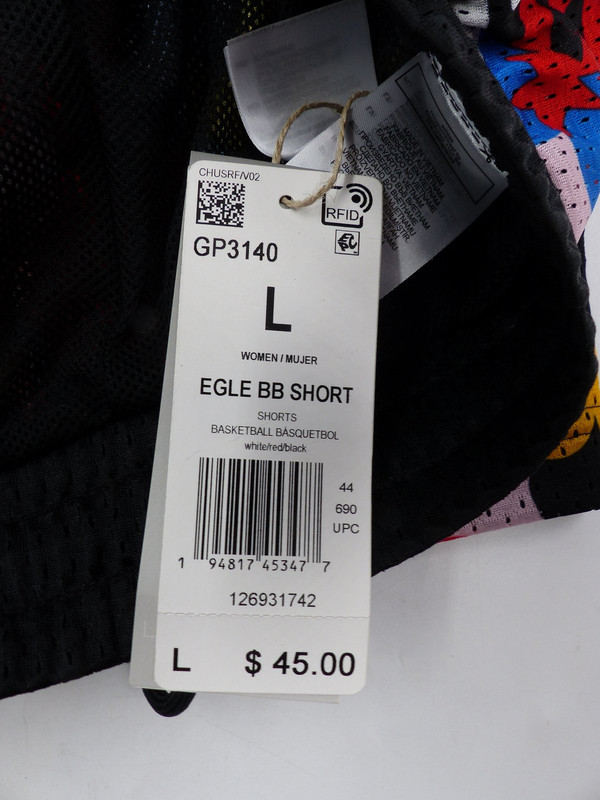 CHUSRF/V02
RFID
GP3140
L
WOMEN / MUJER
EGLE BB SHORT
SHORTS
BASKETBALL BÁSQUETBOL
white/red/black
44
690
UPC
1 94817 45347 7
126931742
L $ 45.00